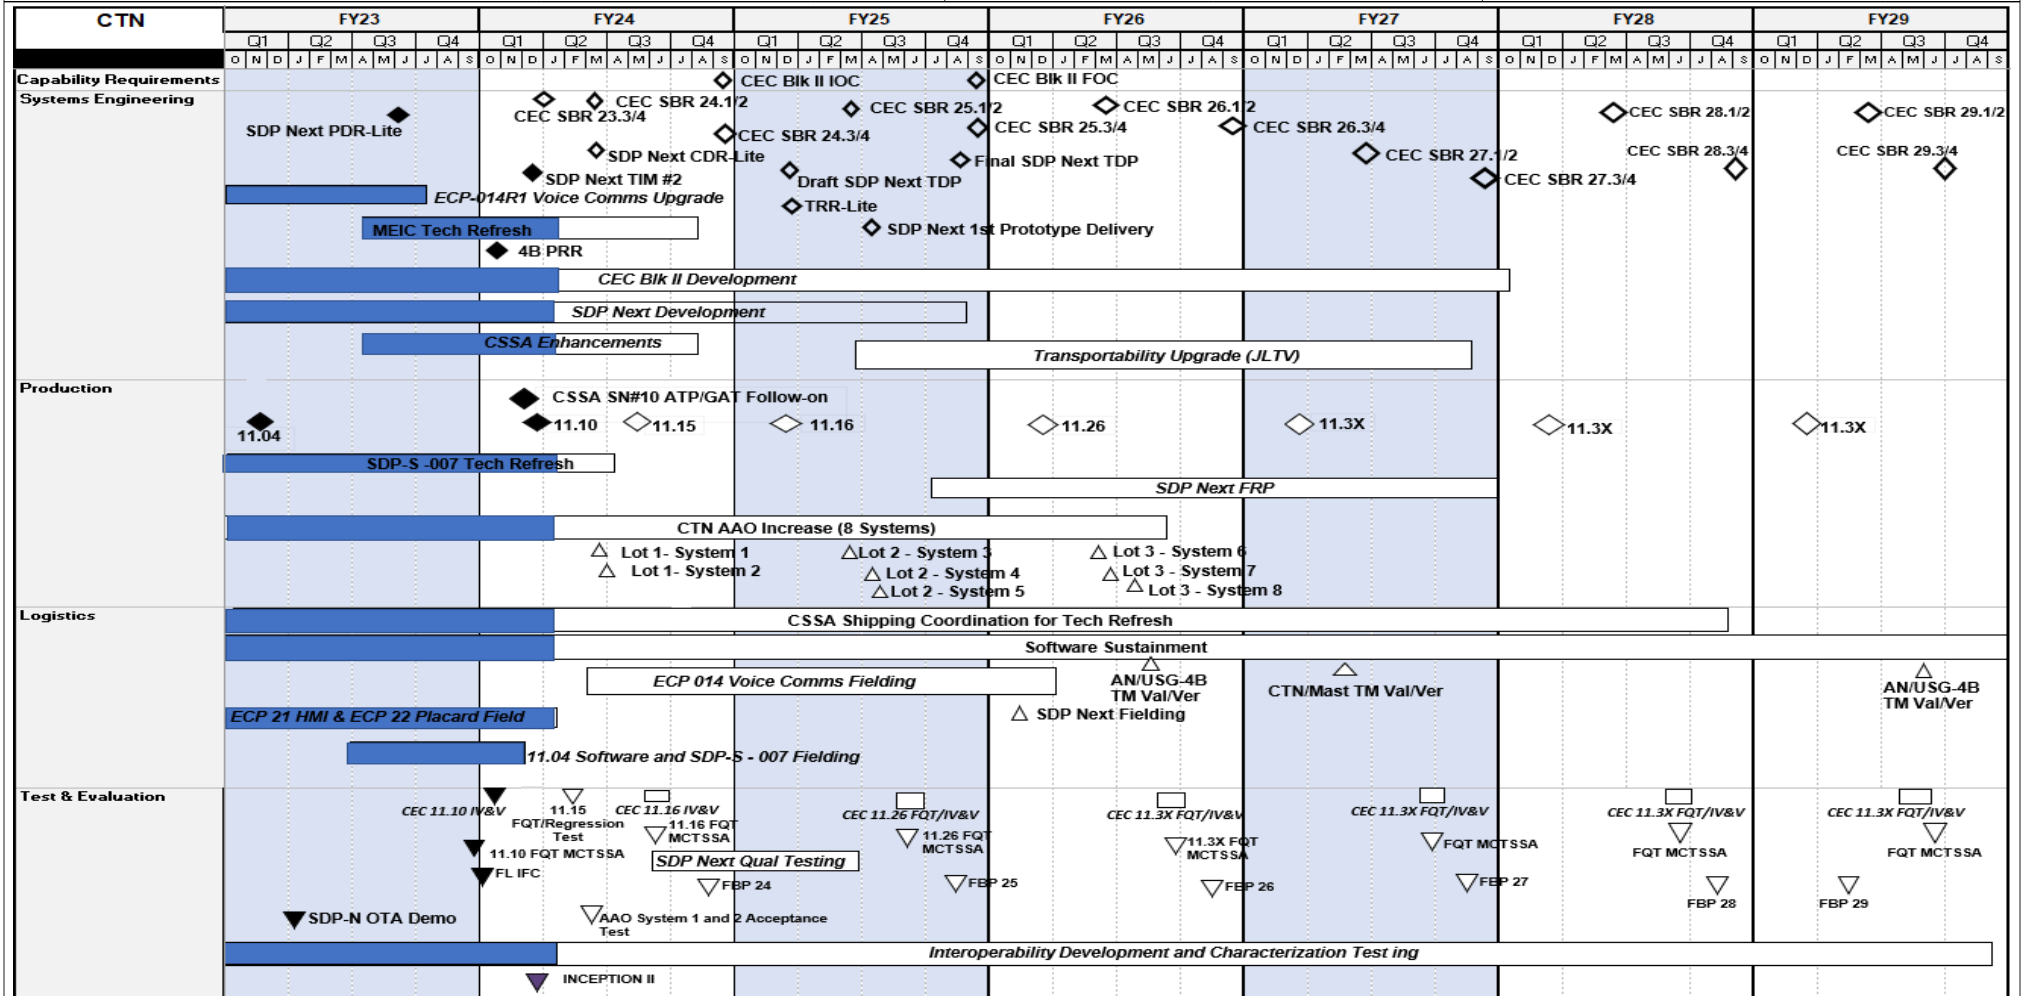 CTN FY23 FY24 FY25 FY26 FY27 FY28 FY29
Q1 Q2 Q3 Q4 Q1 Q2 Q3 Q4 Q1 Q2 Q3 Q4 Q1 Q2 Q3 Q4 Q1 Q2 Q3 Q4 Q1 Q2 Q3 Q4 Q1 Q2 Q3 Q4
O N D J F M A M J J A S O N D J F M A M J J A S O N D J F M A M J J A S O N D J F M A M J J A S O N D J F M A M J J A S O N D J F M A M J J A S O N D J F M A M J J A S
Capability Requirements
CEC Blk II IOC
CEC Blk II FOC
Systems Engineering
SDP Next PDR-Lite
CEC SBR 23.3/4
CEC SBR 24.1/2
CEC SBR 24.3/4
CEC SBR 25.1/2
CEC SBR 25.3/4
CEC SBR 26.1/2
CEC SBR 26.3/4
CEC SBR 27.1/2
CEC SBR 27.3/4
CEC SBR 28.1/2
CEC SBR 28.3/4
CEC SBR 29.1/2
CEC SBR 29.3/4
SDP Next CDR-Lite
Final SDP Next TDP
SDP Next TIM #2
Draft SDP Next TDP
ECP-014R1 Voice Comms Upgrade
TRR-Lite
MEIC Tech Refresh
SDP Next 1st Prototype Delivery
4B PRR
CEC Blk II Development
SDP Next Development
CSSA Enhancements
Transportability Upgrade (JLTV)
Production
CSSA SN#10 ATP/GAT Follow-on
11.04
11.10
11.15
11.16
11.26
11.3X
11.3X
11.3X
SDP-S -007 Tech Refresh
SDP Next FRP
CTN AAO Increase (8 Systems)
Lot 1- System 1
Lot 1- System 2
Lot 2 - System 3
Lot 2 - System 4
Lot 2 - System 5
Lot 3 - System 6
Lot 3 - System 7
Lot 3 - System 8
Logistics
CSSA Shipping Coordination for Tech Refresh
Software Sustainment
ECP 014 Voice Comms Fielding
AN/USG-4B
TM Val/Ver
CTN/Mast TM Val/Ver
AN/USG-4B
TM Val/Ver
ECP 21 HMI & ECP 22 Placard Field
SDP Next Fielding
11.04 Software and SDP-S - 007 Fielding
Test & Evaluation
CEC 11.10 IV&V
11.15
FQT/Regression
Test
CEC 11.16 IV&V
11.16 FQT
MCTSSA
CEC 11.26 FQT/IV&V
11.26 FQT
MCTSSA
CEC 11.3X FQT/IV&V
11.3X FQT
MCTSSA
CEC 11.3X FQT/IV&V
FQT MCTSSA
CEC 11.3X FQT/IV&V
FQT MCTSSA
CEC 11.3X FQT/IV&V
FQT MCTSSA
11.10 FQT MCTSSA
SDP Next Qual Testing
FL IFC
FBP 24
FBP 25
FBP 26
FBP 27
FBP 28
FBP 29
SDP-N OTA Demo
AAO System 1 and 2 Acceptance
Test
Interoperability Development and Characterization Test ing
INCEPTION II